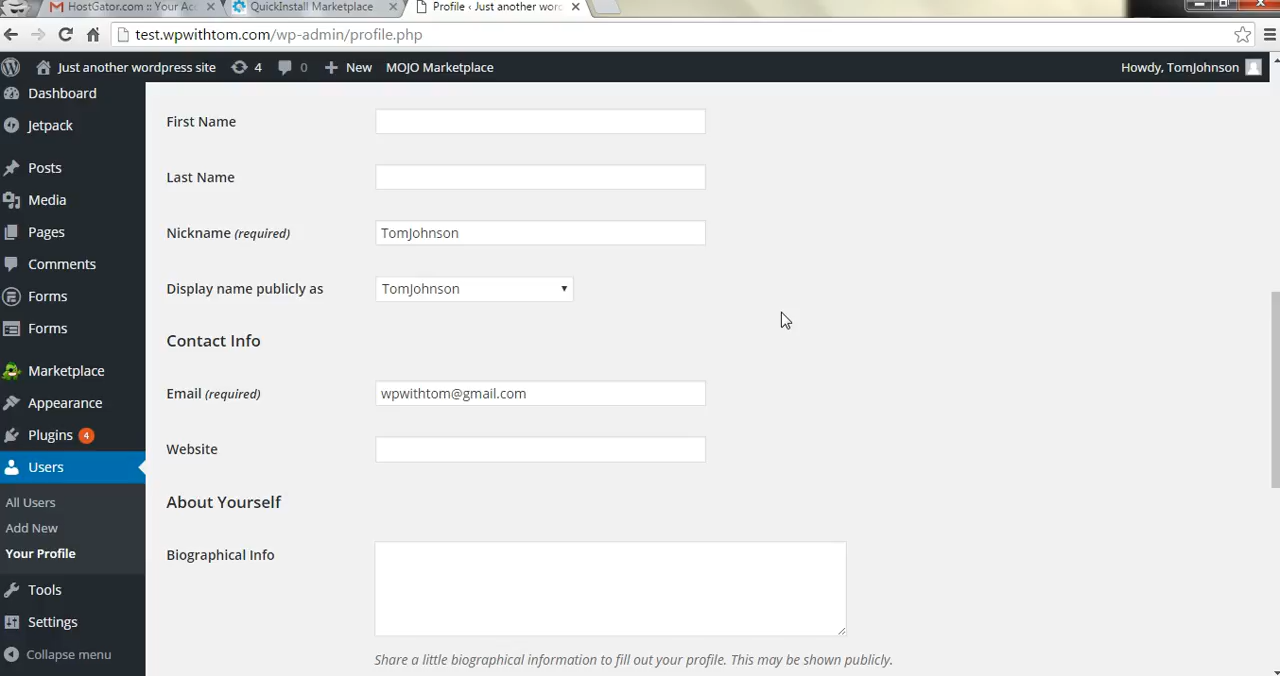 HostGator.com :: Your Acc
QuickInstall Marketplace
Profile ‹ Just another wor
test.wpwithtom.com/wp-admin/profile.php
Just another wordpress site 4 0 New MOJO Marketplace Howdy, TomJohnson
Dashboard
Jetpack
Posts
Media
Pages
Comments
Forms
Forms
Marketplace
Appearance
Plugins 4
Users
All Users
Add New
Your Profile
Tools
Settings
Collapse menu
First Name
Last Name
Nickname (required) TomJohnson
Display name publicly as TomJohnson
Contact Info
Email (required) wpwithtom@gmail.com
Website
About Yourself
Biographical Info
Share a little biographical information to fill out your profile. This may be shown publicly.